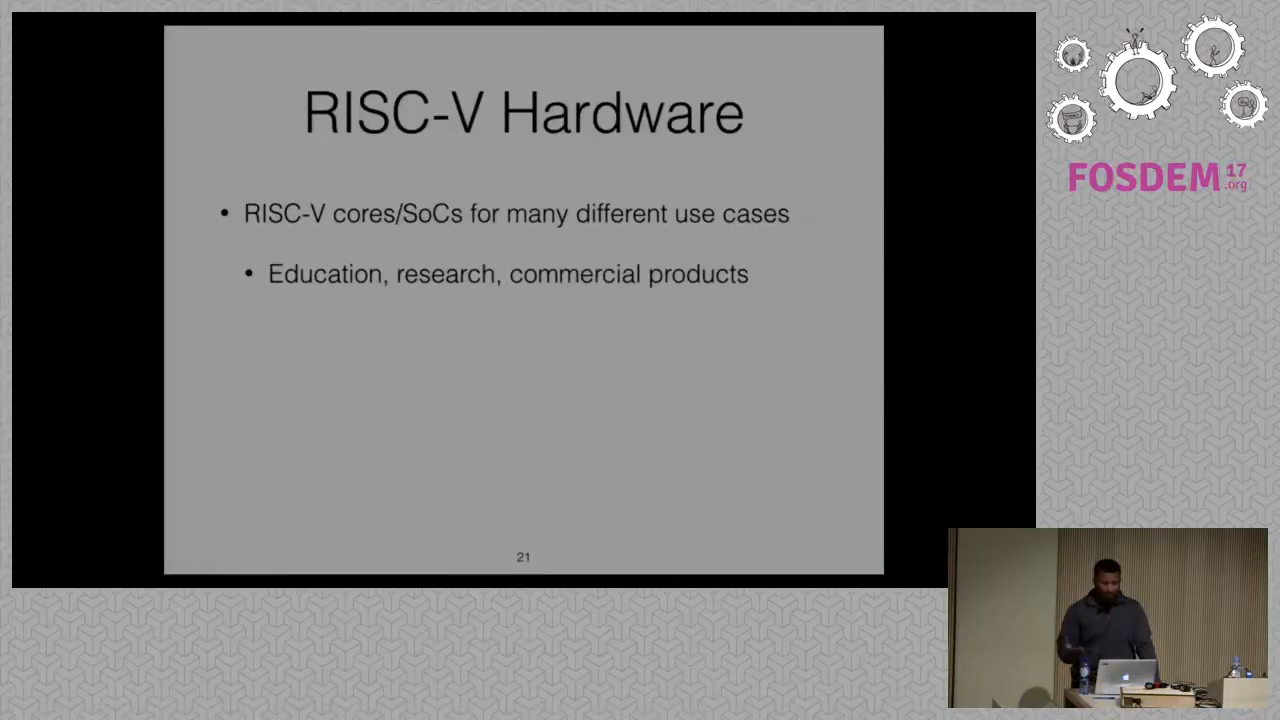 RISC-V Hardware
• RISC-V cores/SoCs for many different use cases
• Education, research, commercial products
21
FOSDEM 17
.org